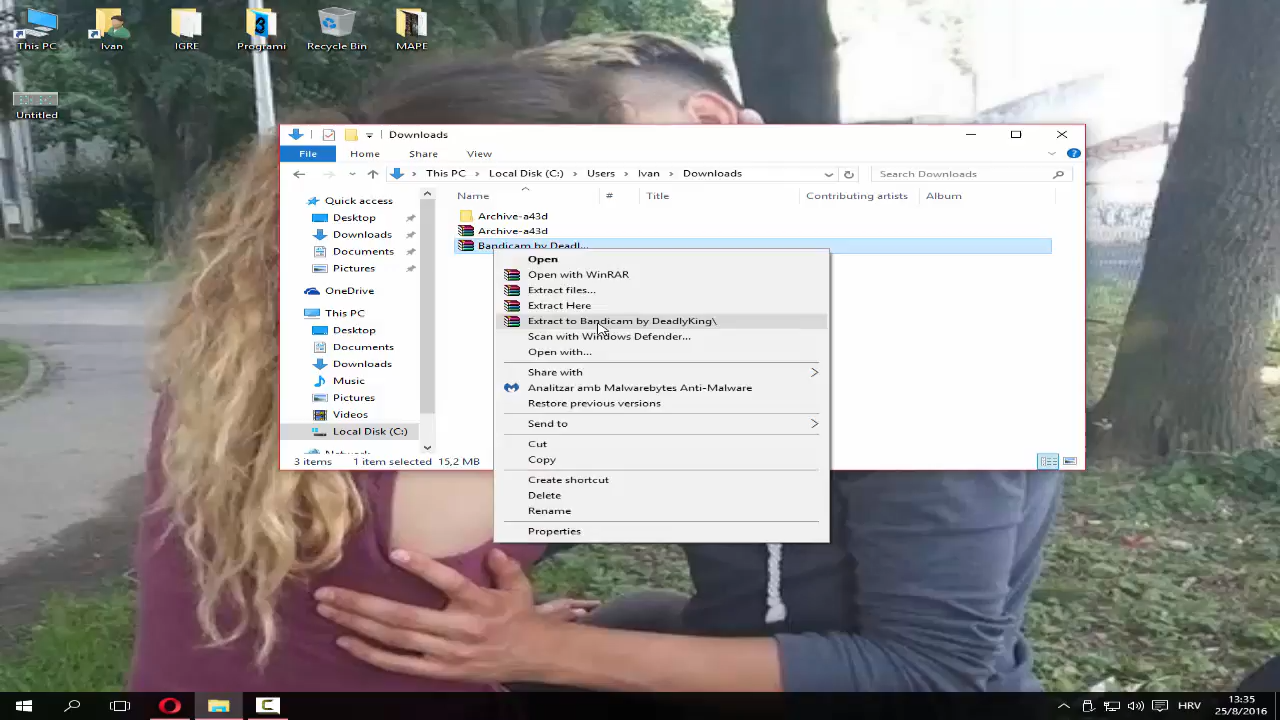 This PC
Ivan
IGRE
Programi
Recycle Bin
MAPE
Untitled
Downloads
File
Home
Share
View
This PC
Local Disk (C:)
Users
Ivan
Downloads
Search Downloads
Name
#
Title
Contributing artists
Album
Quick access
Desktop
Downloads
Documents
Pictures
OneDrive
This PC
Desktop
Documents
Downloads
Music
Pictures
Videos
Local Disk (C:)
Archive-a43d
Archive-a43d
Bandicam by Deadl...
3 items
1 item selected
15,2 MB
Open
Open with WinRAR
Extract files...
Extract Here
Extract to Bandicam by DeadlyKing\
Scan with Windows Defender...
Open with...
Share with
Analitzar amb Malwarebytes Anti-Malware
Restore previous versions
Send to
Cut
Copy
Create shortcut
Delete
Rename
Properties
HRV
13:35
25/8/2016